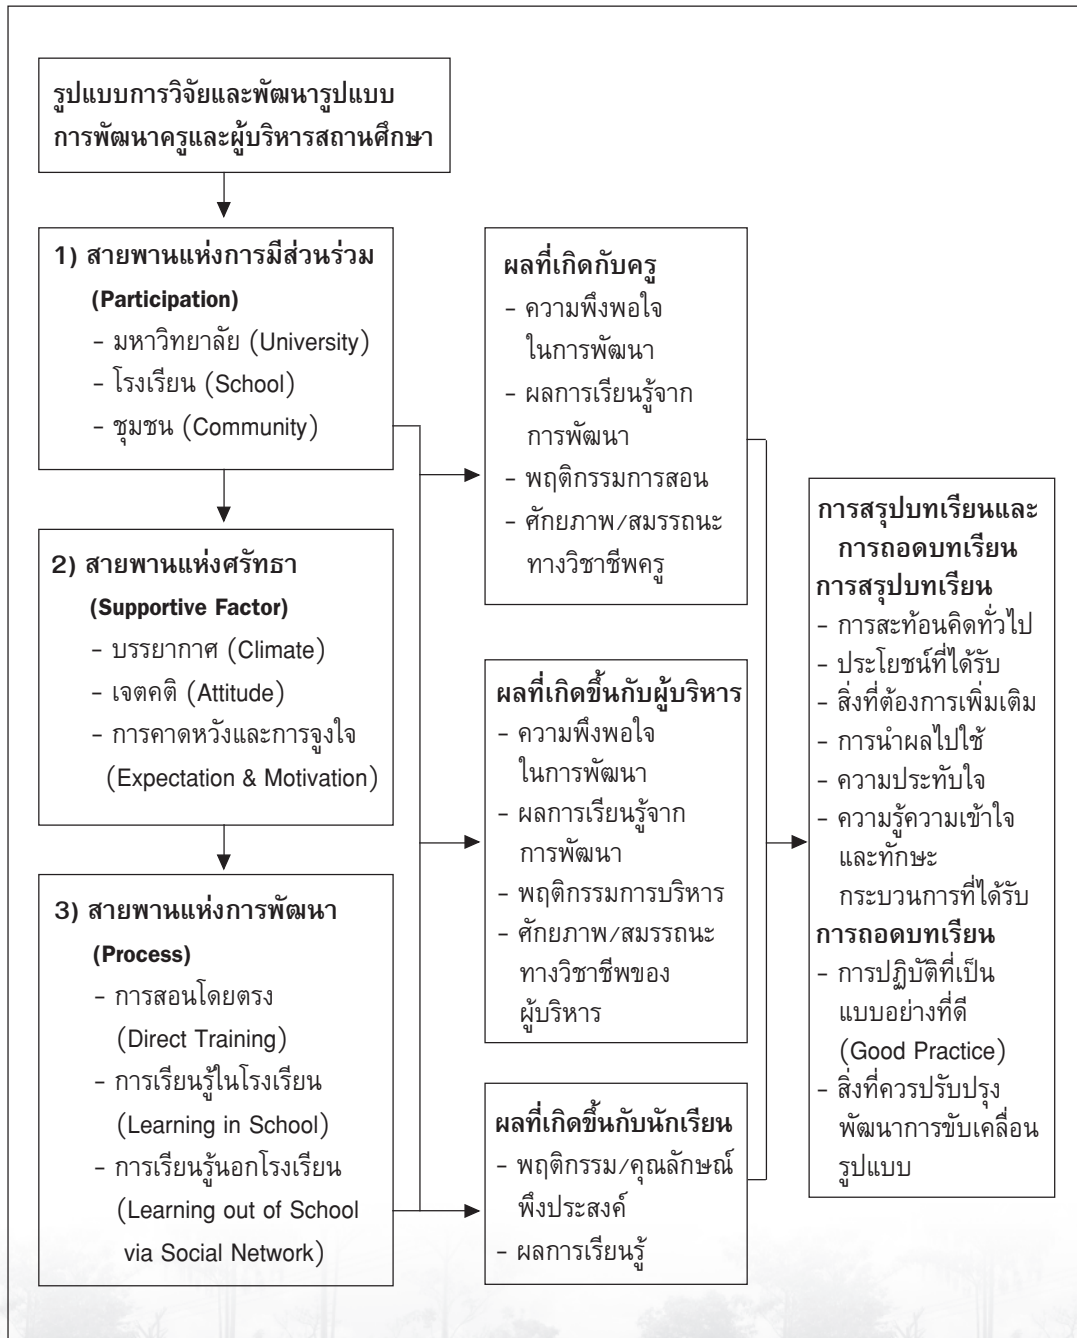 รูปแบบการวิจัยและพัฒนารูปแบบ
การพัฒนาครูและผู้บริหารสถานศึกษา
1) สายพานแห่งการมีส่วนร่วม
(Participation)
- มหาวิทยาลัย (University)
- โรงเรียน (School)
- ชุมชน (Community)
2) สายพานแห่งศรัทธา
(Supportive Factor)
- บรรยากาศ (Climate)
- เจตคติ (Attitude)
- การคาดหวังและการจูงใจ
(Expectation & Motivation)
3) สายพานแห่งการพัฒนา
(Process)
- การสอนโดยตรง
(Direct Training)
- การเรียนรู้ในโรงเรียน
(Learning in School)
- การเรียนรู้นอกโรงเรียน
(Learning out of School
via Social Network)
ผลที่เกิดกับครู
- ความพึงพอใจ
ในการพัฒนา
- ผลการเรียนรู้จาก
การพัฒนา
- พฤติกรรมการสอน
- ศักยภาพ/สมรรถนะ
ทางวิชาชีพครู
ผลที่เกิดขึ้นกับผู้บริหาร
- ความพึงพอใจ
ในการพัฒนา
- ผลการเรียนรู้จาก
การพัฒนา
- พฤติกรรมการบริหาร
- ศักยภาพ/สมรรถนะ
ทางวิชาชีพของ
ผู้บริหาร
ผลที่เกิดขึ้นกับนักเรียน
- พฤติกรรม/คุณลักษณ์
พึงประสงค์
- ผลการเรียนรู้
การสรุปบทเรียนและ
การถอดบทเรียน
การสรุปบทเรียน
- การสะท้อนคิดทั่วไป
- ประโยชน์ที่ได้รับ
- สิ่งที่ต้องการเพิ่มเติม
- การนำผลไปใช้
- ความประทับใจ
- ความรู้ความเข้าใจ
และทักษะ
กระบวนการที่ได้รับ
การถอดบทเรียน
- การปฏิบัติที่เป็น
แบบอย่างที่ดี
(Good Practice)
- สิ่งที่ควรปรับปรุง
พัฒนาการขับเคลื่อน
รูปแบบ